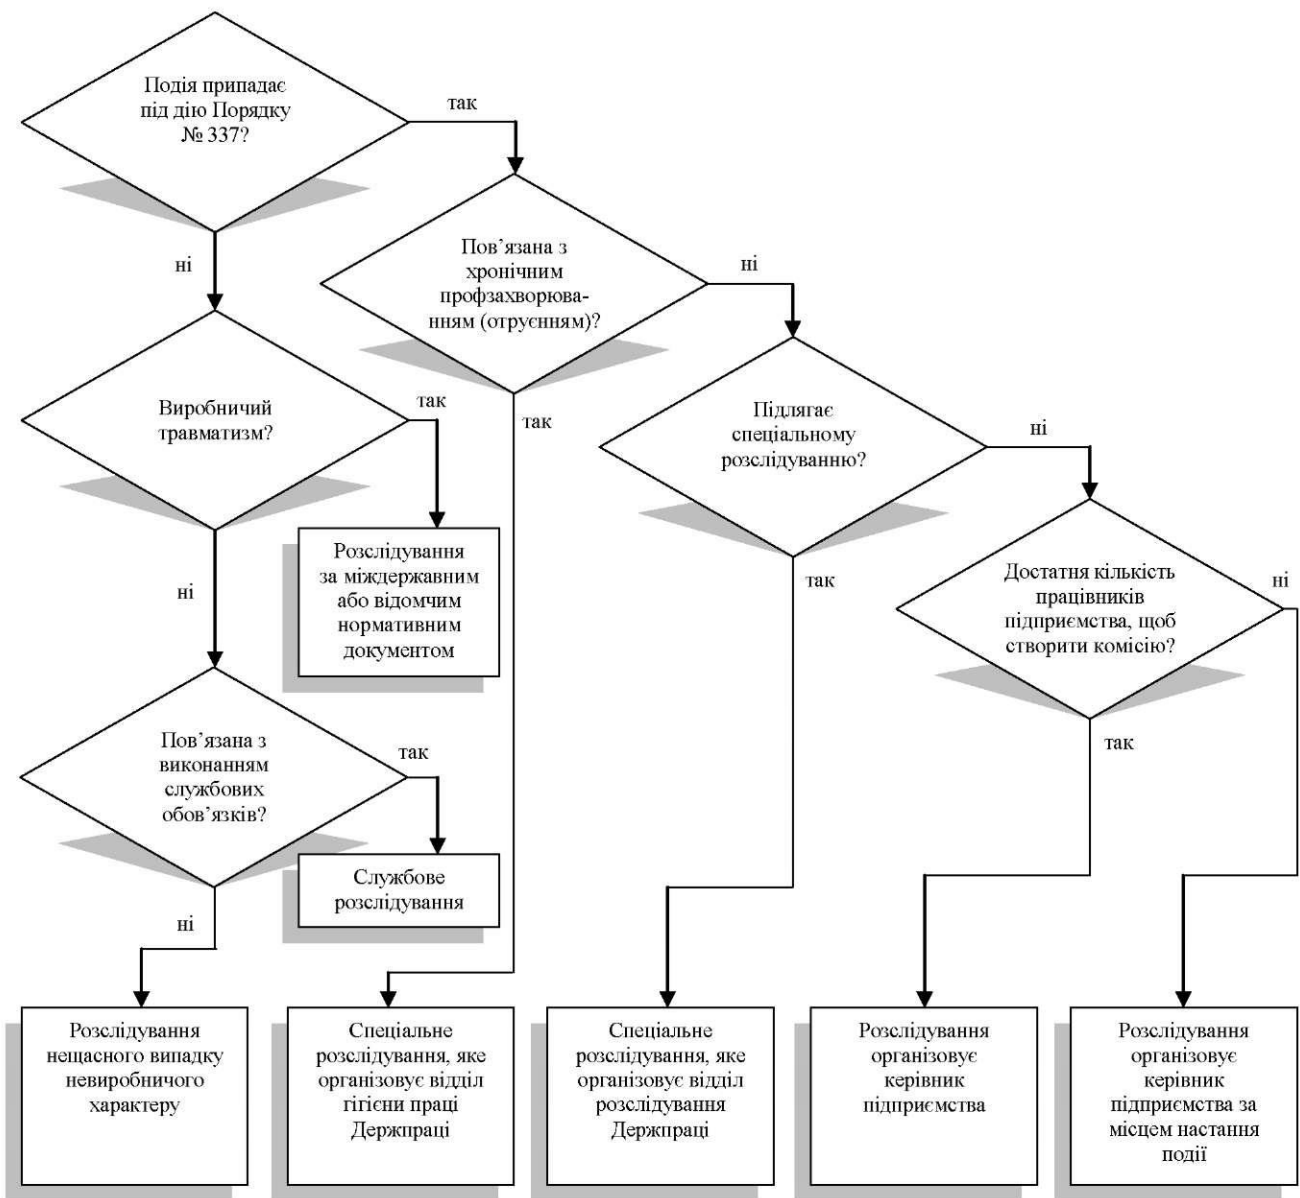 Подія припадає
під дію Порядку
№ 337?
так
ні
Пов’язана з
хронічним
профзахворюва-
нням (отруєнням)?
ні
так
Виробничий
травматизм?
так
ні
Підлягає
спеціальному
розслідуванню?
ні
так
Розслідування
за міждержавним
або відомчим
нормативним
документом
Достатня кількість
працівників
підприємства, щоб
створити комісію?
ні
так
Пов’язана з
виконанням
службових
обов’язків?
так
ні
Службове
розслідування
Розслідування
нещасного випадку
невиробничого
характеру
Спеціальне
розслідування, яке
організовує відділ
гігієни праці
Держпраці
Спеціальне
розслідування, яке
організовує відділ
розслідування
Держпраці
Розслідування
організовує
керівник
підприємства
Розслідування
організовує
керівник
підприємства за
місцем настання
події